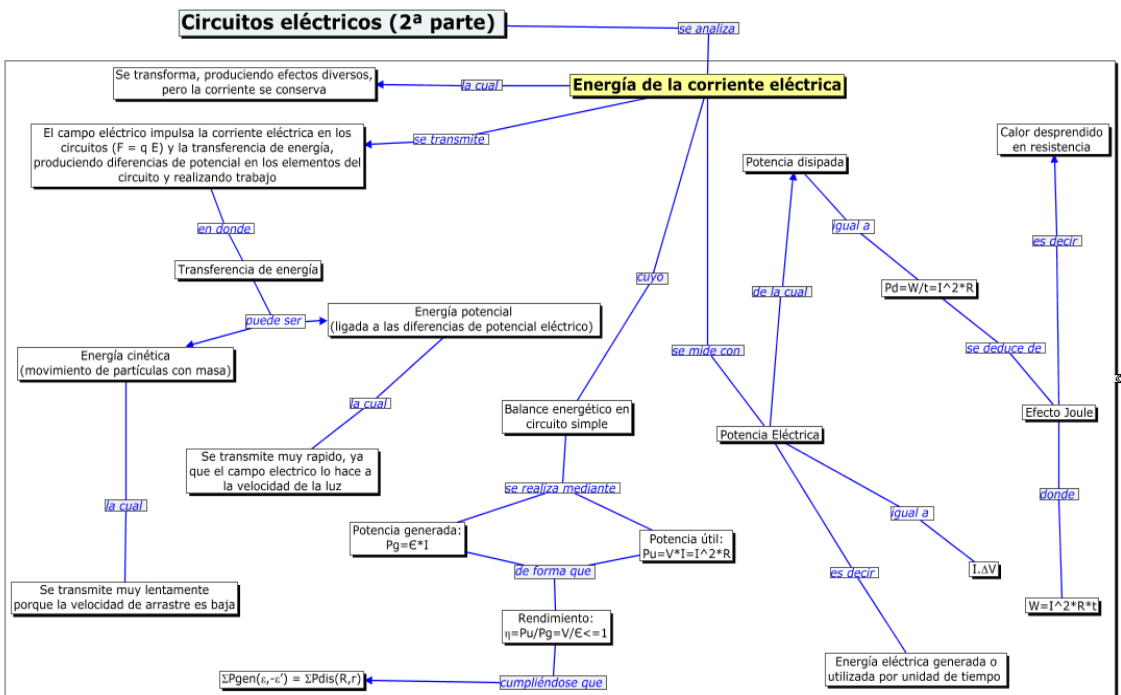 Circuitos eléctricos (2ª parte)
se analiza
Energía de la corriente eléctrica
la cual
Se transforma, produciendo efectos diversos,
pero la corriente se conserva
se transmite
El campo eléctrico impulsa la corriente eléctrica en los
circuitos (F = q E) y la transferencia de energía,
produciendo diferencias de potencial en los elementos del
circuito y realizando trabajo
en donde
Transferencia de energía
puede ser
Energía cinética
(movimiento de partículas con masa)
la cual
Se transmite muy lentamente
porque la velocidad de arrastre es baja
Energía potencial
(ligada a las diferencias de potencial eléctrico)
la cual
Se transmite muy rapido, ya
que el campo electrico lo hace a
la velocidad de la luz
cuyo
Balance energético en
circuito simple
se realiza mediante
Potencia generada:
Pg=Є*I
Potencia útil:
Pu=V*I=I^2*R
de forma que
Rendimiento:
η=Pu/Pg=V/Є<=1
cumpliéndose que
ΣPgen(ε,-ε') = ΣPdis(R,r)
se mide con
Potencia Eléctrica
de la cual
Potencia disipada
igual a
Pd=W/t=I^2*R
se deduce de
Efecto Joule
es decir
Calor desprendido
en resistencia
donde
W=I^2*R*t
igual a
I.ΔV
es decir
Energía eléctrica generada o
utilizada por unidad de tiempo